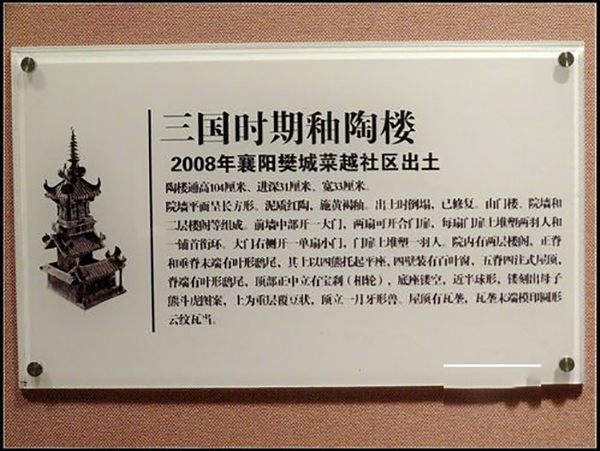 三国时期釉陶楼
2008年襄阳樊城菜越社区出土
陶楼通高104厘米、进深51厘米、宽53厘米。
院墙平面呈长方形。泥质红陶，施黄褐釉。出土时倒塌，已修复。由门楼、院墙和
二层楼阁等组成。前墙中部开一大门，两扇可开合门扉，每扇门扉上堆塑两羽人和
一铺首衔环。大门右侧开一单扇小门，门扉上堆塑一羽人。院内有两层楼阁，正脊
和垂脊末端有叶形鸱尾，其上以四熊托起平座，四壁装有百叶窗，五脊四注式屋顶，
脊端有叶形鸱尾，顶部正中立有宝刹（相轮），底座镂空，近半球形，镂刻出母子
熊斗虎图案，上为重层覆豆状，顶立一月牙形兽。屋顶有瓦垄，瓦垄末端模印圆形
云纹瓦当。